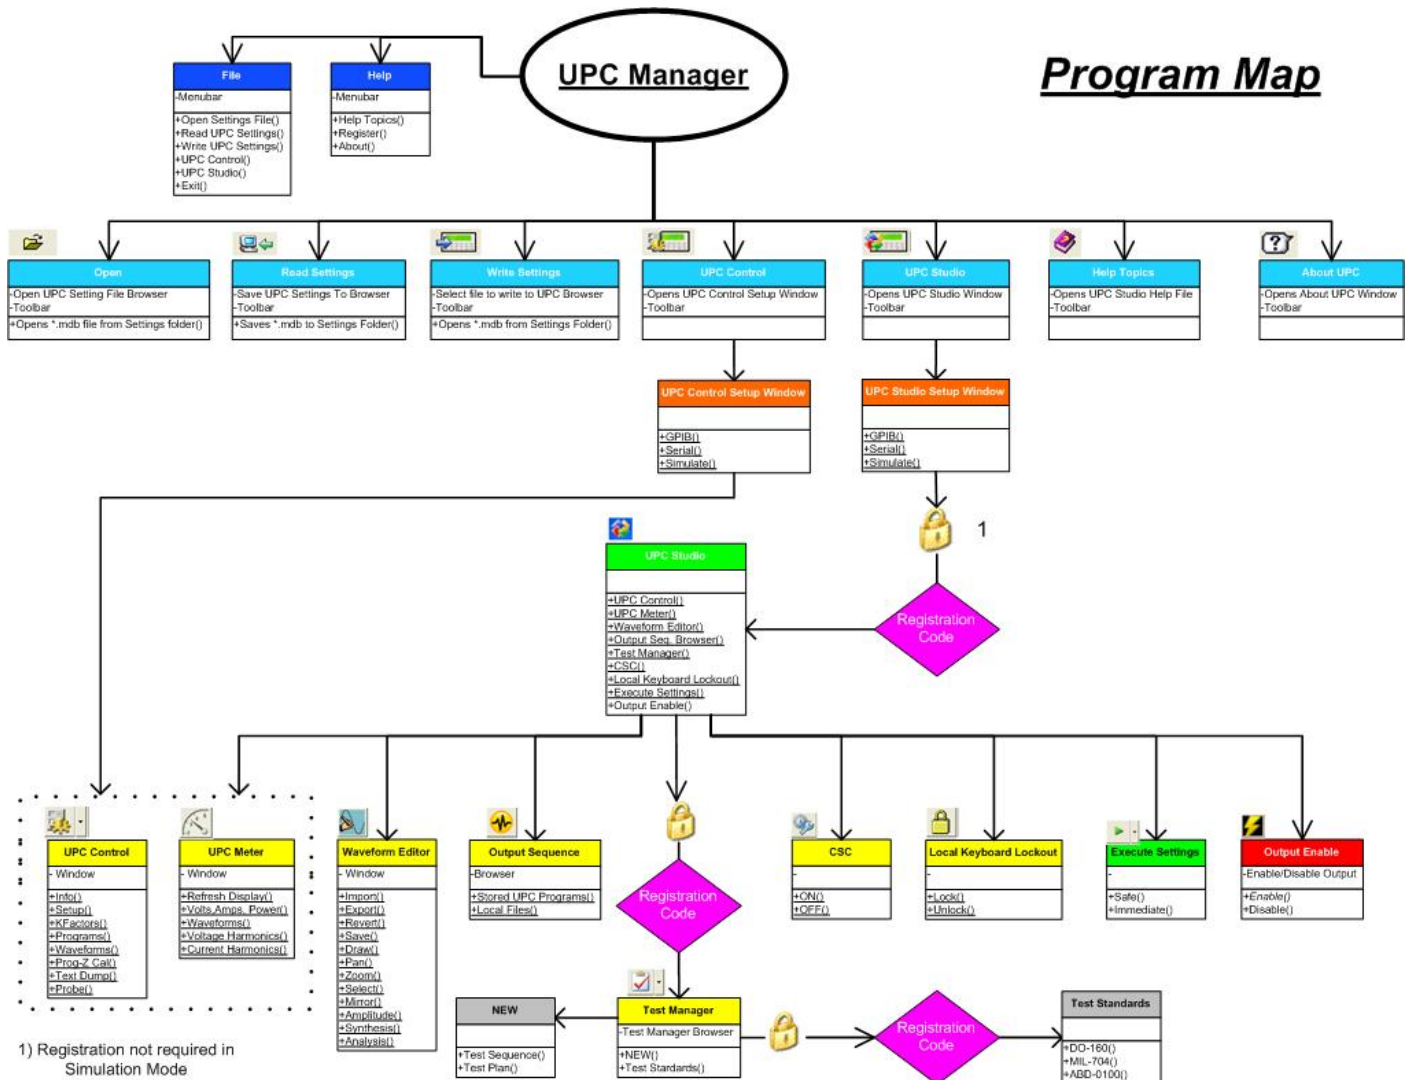 UPC Manager
Program Map
File
-Menubar
+Open Settings File()
+Read UPC Settings()
+Write UPC Settings()
+UPC Control()
+UPC Studio()
+Exit()
Help
-Menubar
+Help Topics()
+Register()
+About()
Open
-Open UPC Setting File Browser
-Toolbar
+Opens *.mdb file from Settings folder()
Read Settings
-Save UPC Settings To Browser
-Toolbar
+Saves *.mdb to Settings Folder()
Write Settings
-Select file to write to UPC Browser
-Toolbar
+Opens *.mdb from Settings Folder()
UPC Control
-Opens UPC Control Setup Window
-Toolbar
UPC Studio
-Opens UPC Studio Window
-Toolbar
Help Topics
-Opens UPC Studio Help File
-Toolbar
About UPC
-Opens About UPC Window
-Toolbar
UPC Control Setup Window
+GPIB()
+Serial()
+Simulate()
UPC Studio Setup Window
+GPIB()
+Serial()
+Simulate()
1
Registration
Code
UPC Studio
+UPC Control()
+UPC Meter()
+Waveform Editor()
+Output Seq. Browser()
+Test Manager()
+CSC()
+Local Keyboard Lockout()
+Execute Settings()
+Output Enable()
UPC Control
- Window
+Info()
+Setup()
+KFactors()
+Programs()
+Waveforms()
+Prog-Z Cal()
+Text Dump()
+Probe()
UPC Meter
- Window
+Refresh Display()
+Volts,Amps, Power()
+Waveforms()
+Voltage Harmonics()
+Current Harmonics()
Waveform Editor
- Window
+Import()
+Export()
+Revert()
+Save()
+Draw()
+Pan()
+Zoom()
+Select()
+Mirror()
+Amplitude()
+Synthesis()
+Analysis()
Output Sequence
-Browser
+Stored UPC Programs()
+Local Files()
Registration
Code
CSC
-
+ON()
+OFF()
Local Keyboard Lockout
-
+Lock()
+Unlock()
Execute Settings
-
+Safe()
+Immediate()
Output Enable
-Enable/Disable Output
+Enable()
+Disable()
NEW
+Test Sequence()
+Test Plan()
Test Manager
-Test Manager Browser
+NEW()
+Test Stardards()
Registration
Code
Test Standards
+DO-160()
+MIL-704()
+ABD-0100()
1) Registration not required in
Simulation Mode